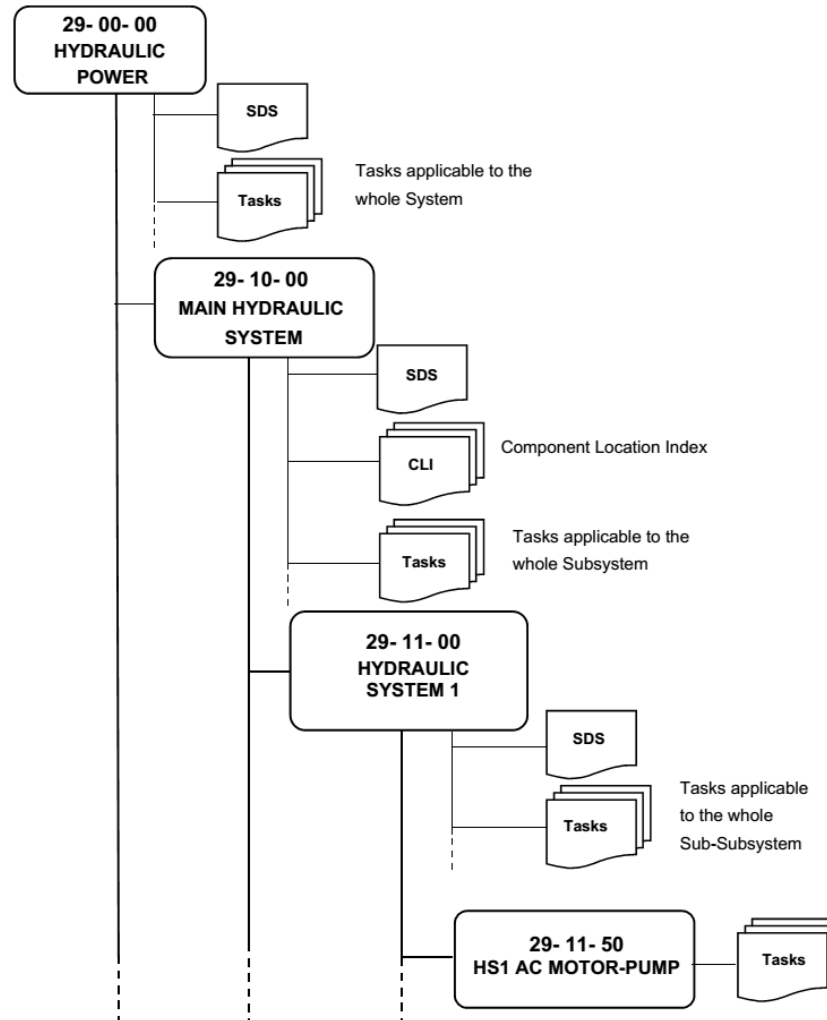 29- 00- 00
HYDRAULIC
POWER
SDS
Tasks
Tasks applicable to the
whole System
29- 10- 00
MAIN HYDRAULIC
SYSTEM
SDS
CLI
Component Location Index
Tasks
Tasks applicable to the
whole Subsystem
29- 11- 00
HYDRAULIC
SYSTEM 1
SDS
Tasks
Tasks applicable
to the whole
Sub-Subsystem
29- 11- 50
HS1 AC MOTOR-PUMP
Tasks